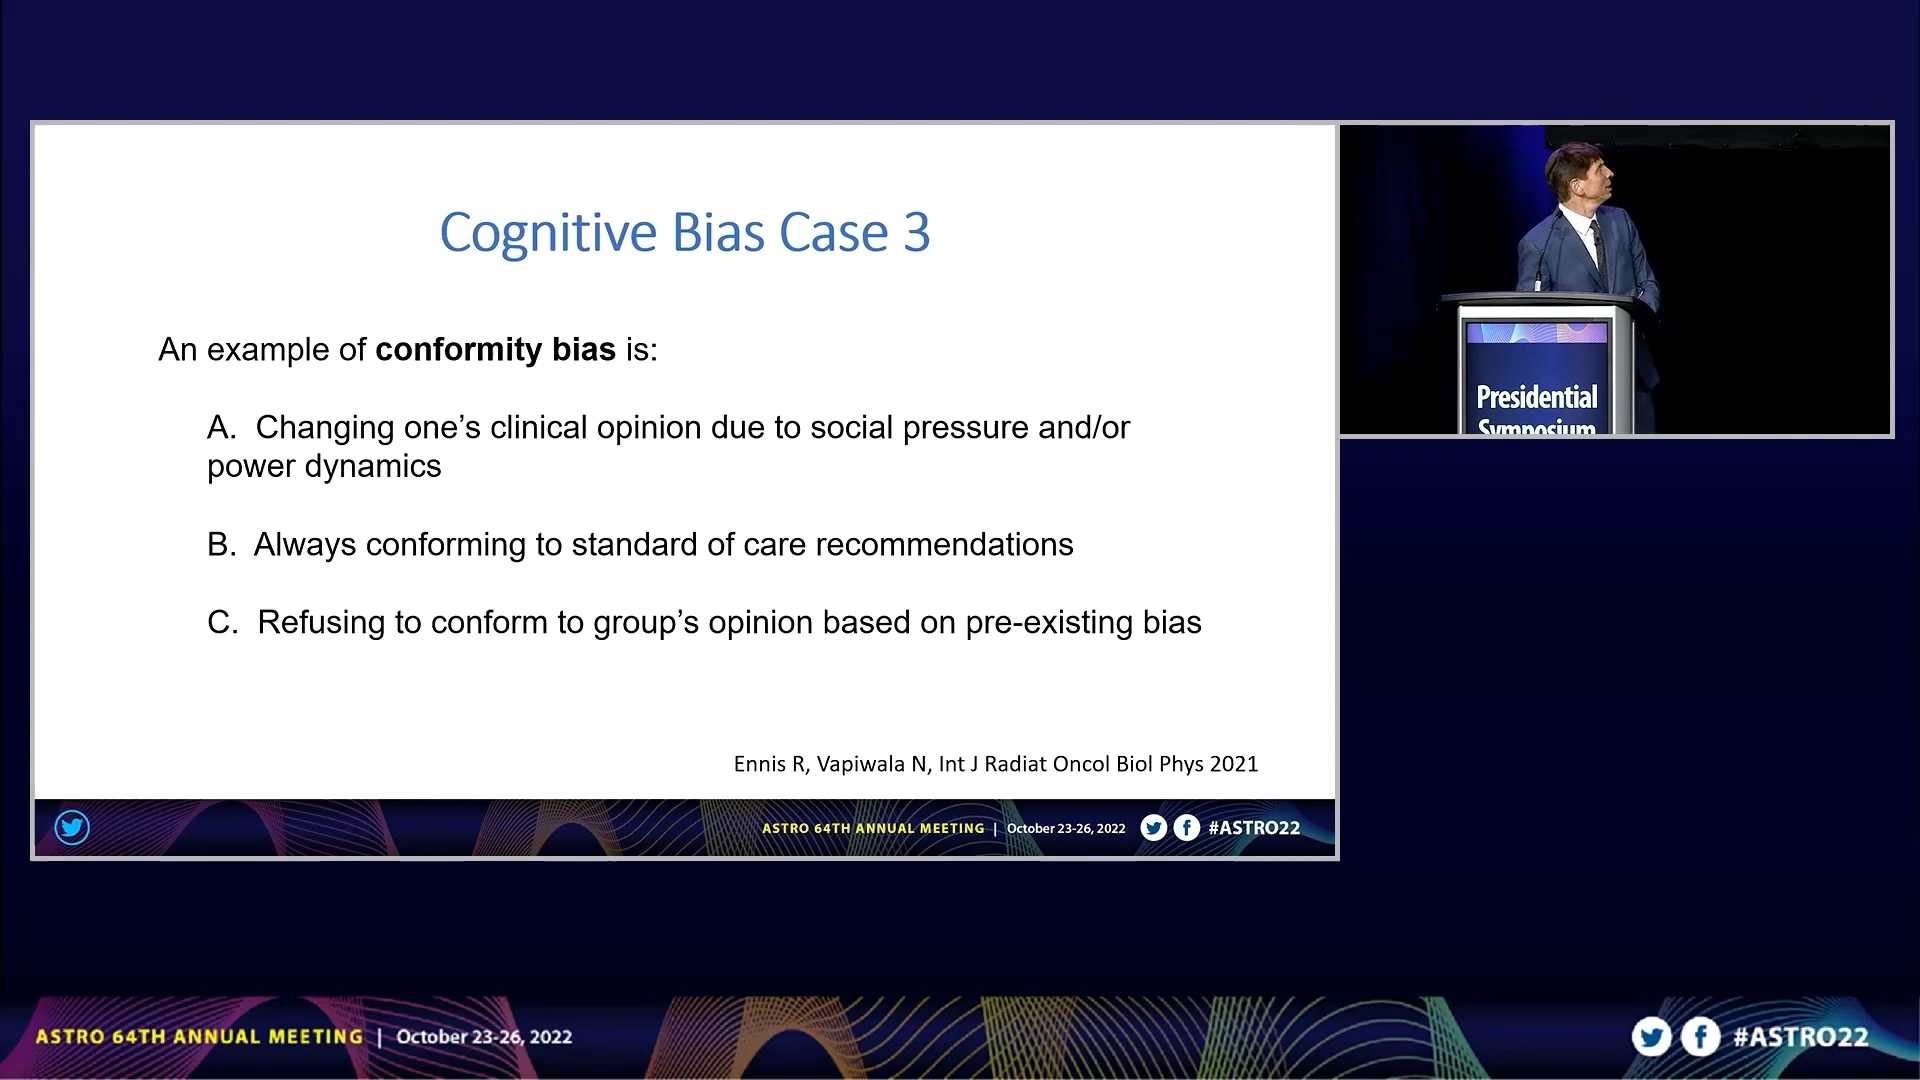 Cognitive Bias Case 3
An example of conformity bias is:
A. Changing one's clinical opinion due to social pressure and/or
power dynamics
B. Always conforming to standard of care recommendations
C. Refusing to conform to group's opinion based on pre-existing bias
Ennis R, Vapiwala N, Int J Radiat Oncol Biol Phys 2021
ASTRO 64TH ANNUAL MEETING | October 23-26, 2022 #ASTRO22
Presidential
Symposium
ASTRO 64TH ANNUAL MEETING | October 23-26, 2022 #ASTRO22